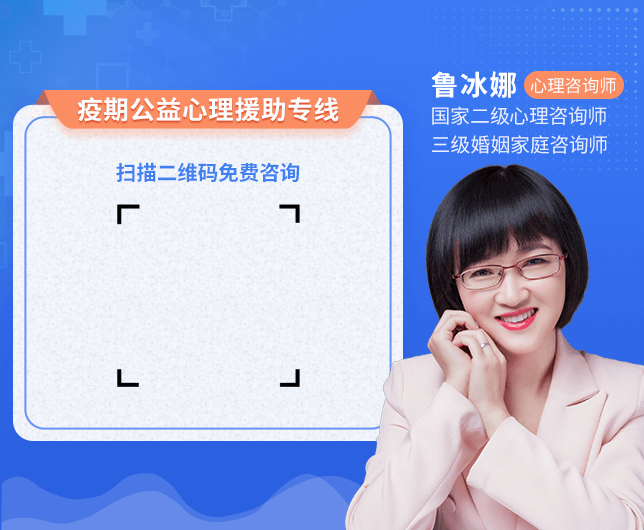 疫期公益心理援助专线
扫描二维码免费咨询
鲁冰娜 心理咨询师
国家二级心理咨询师
三级婚姻家庭咨询师